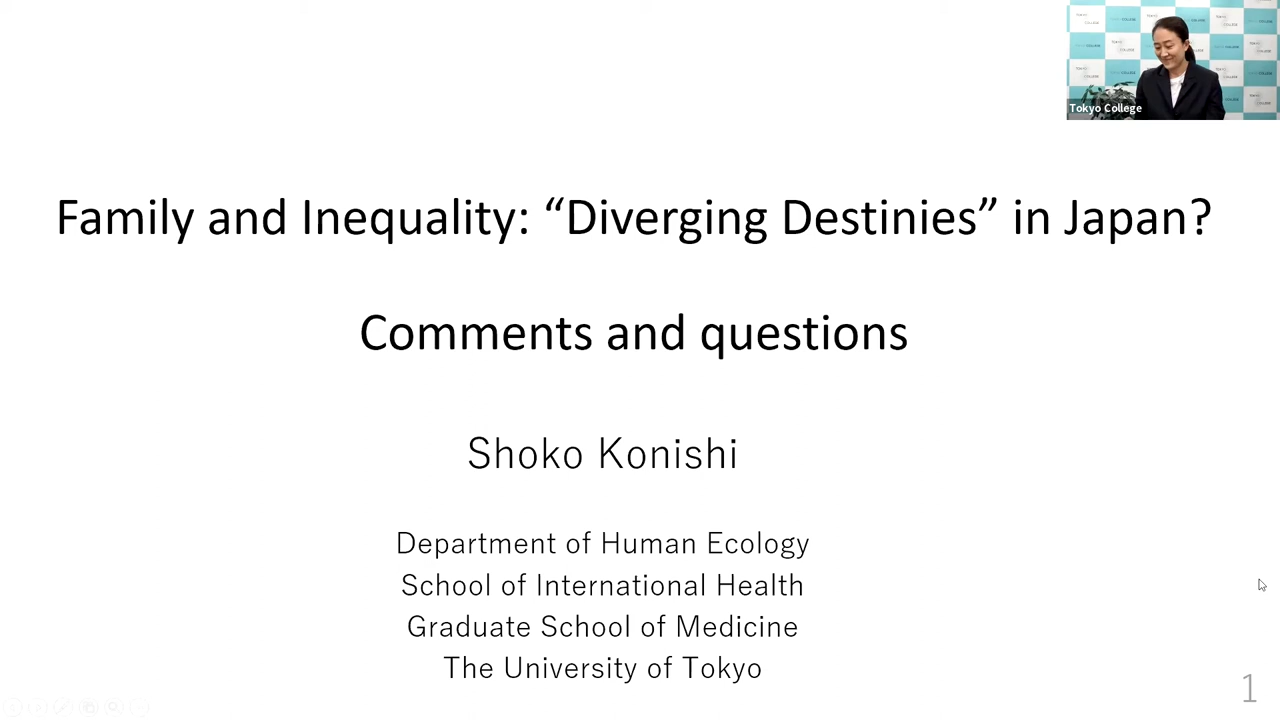 Tokyo College
Family and Inequality: “Diverging Destinies” in Japan?
Comments and questions
Shoko Konishi
Department of Human Ecology
School of International Health
Graduate School of Medicine
The University of Tokyo
1